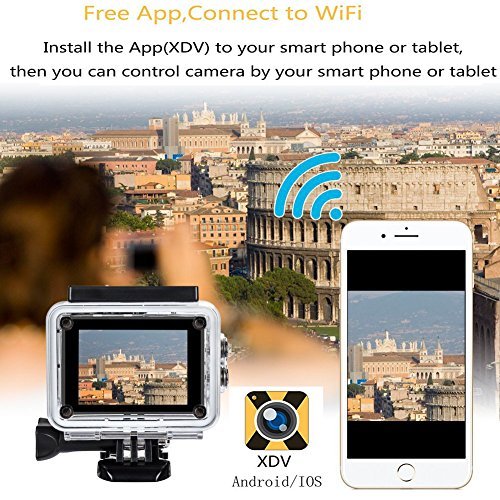 Free App,Connect to WiFi
Install the App(XDV) to your smart phone or tablet,
then you can control camera by your smart phone or tablet
XDV
Android/IOS